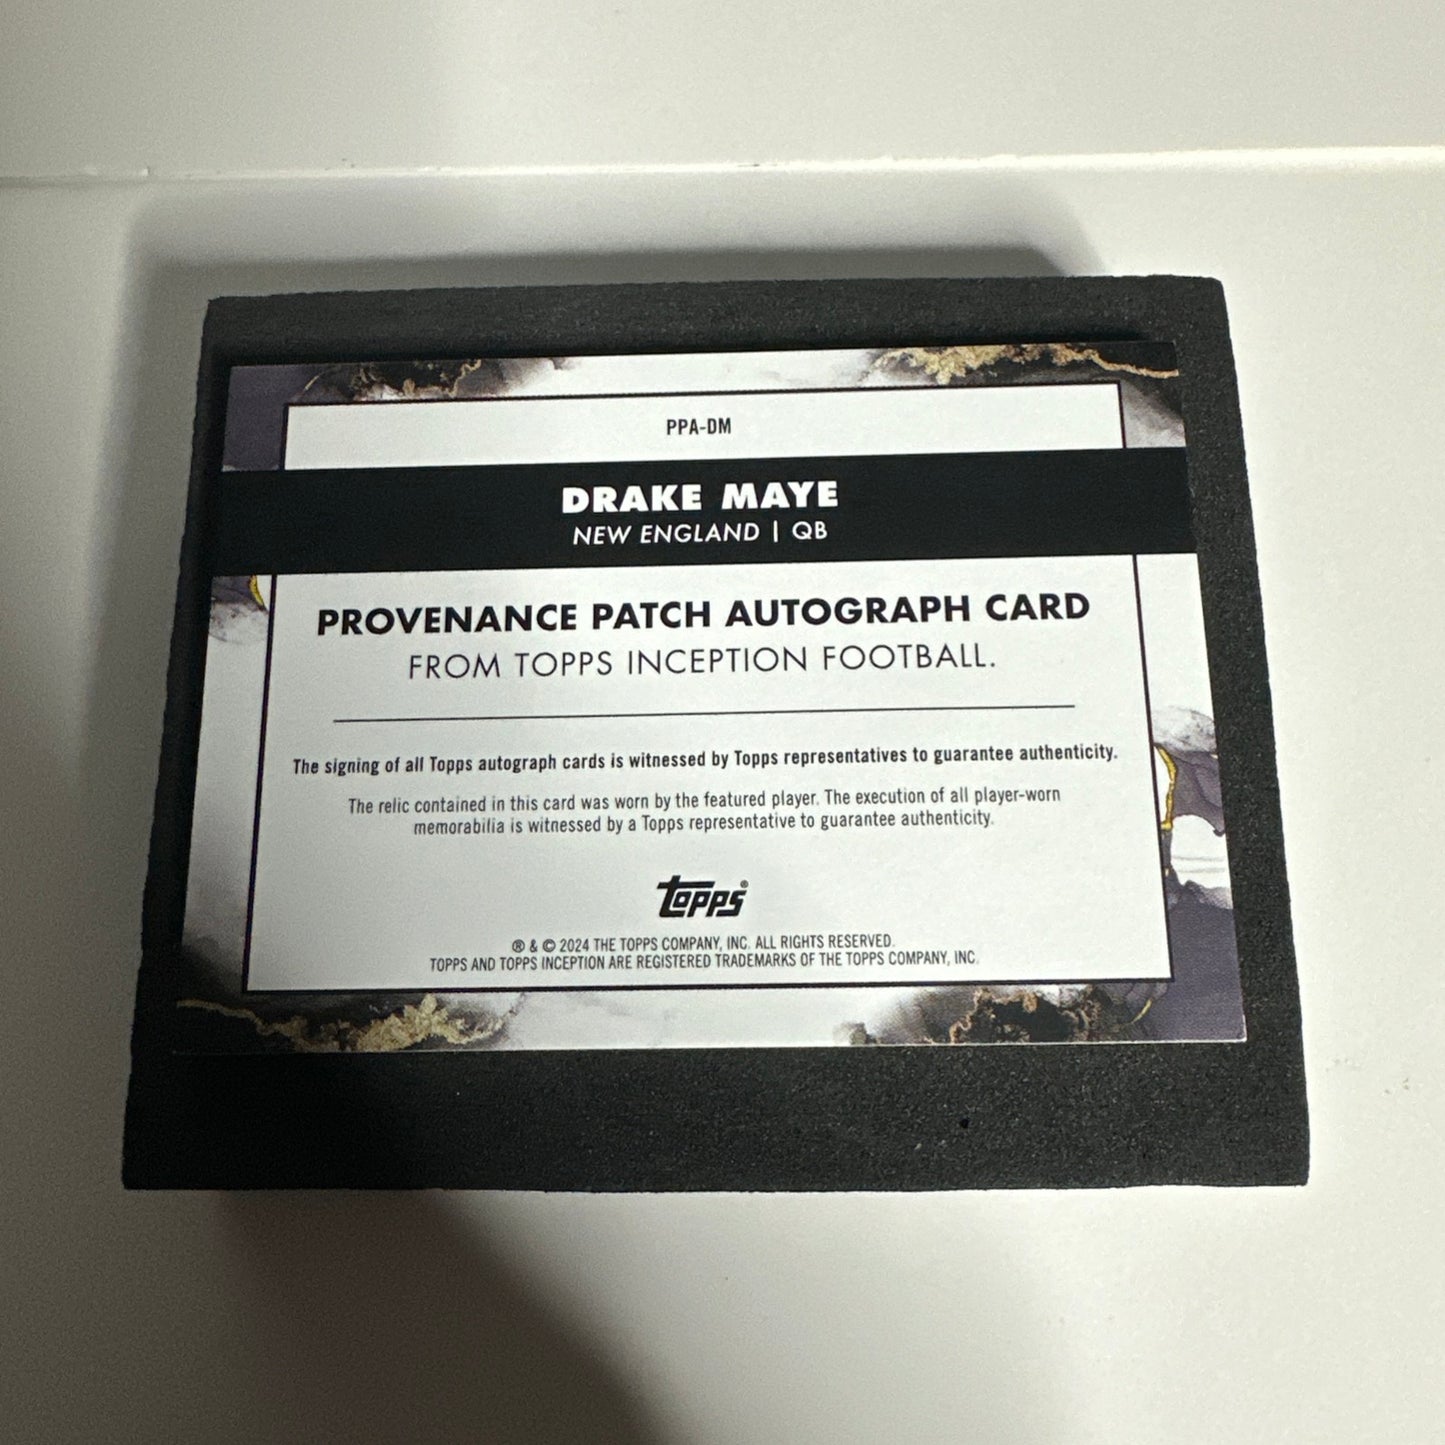 PPA-DM
DRAKE MAYE
NEW ENGLAND | QB
PROVENANCE PATCH AUTOGRAPH CARD
FROM TOPPS INCEPTION FOOTBALL.
The signing of all Topps autograph cards is witnessed by Topps representatives to guarantee authenticity.
The relic contained in this card was worn by the featured player. The execution of all player-worn
memorabilia is witnessed by a Topps representative to guarantee authenticity.
topps®
® & © 2024 THE TOPPS COMPANY, INC. ALL RIGHTS RESERVED.
TOPPS AND TOPPS INCEPTION ARE REGISTERED TRADEMARKS OF THE TOPPS COMPANY, INC.